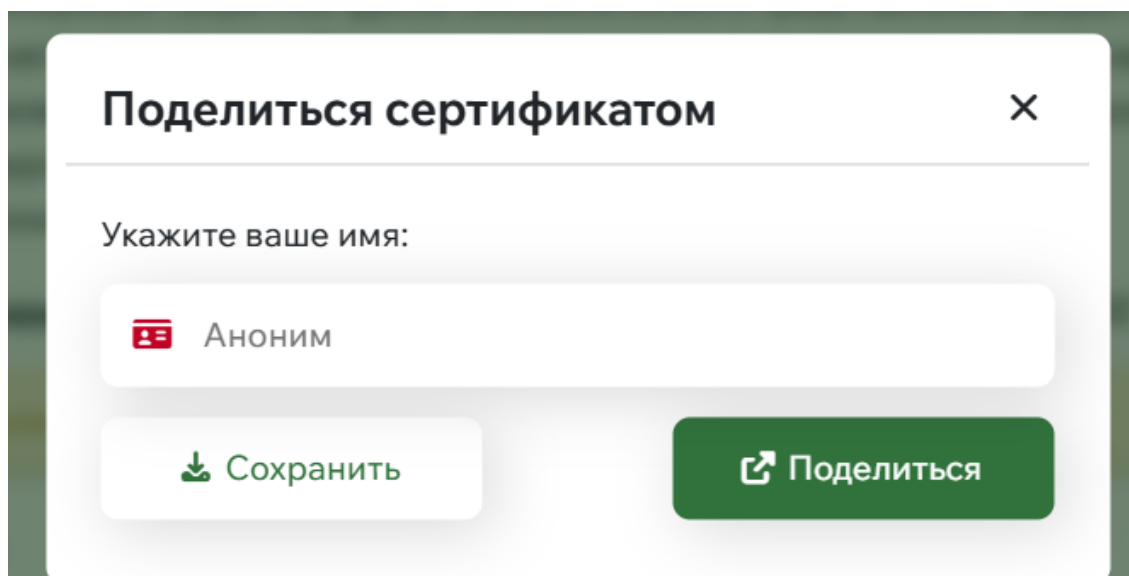 Поделиться сертификатом
Укажите ваше имя:
Аноним
Сохранить
Поделиться